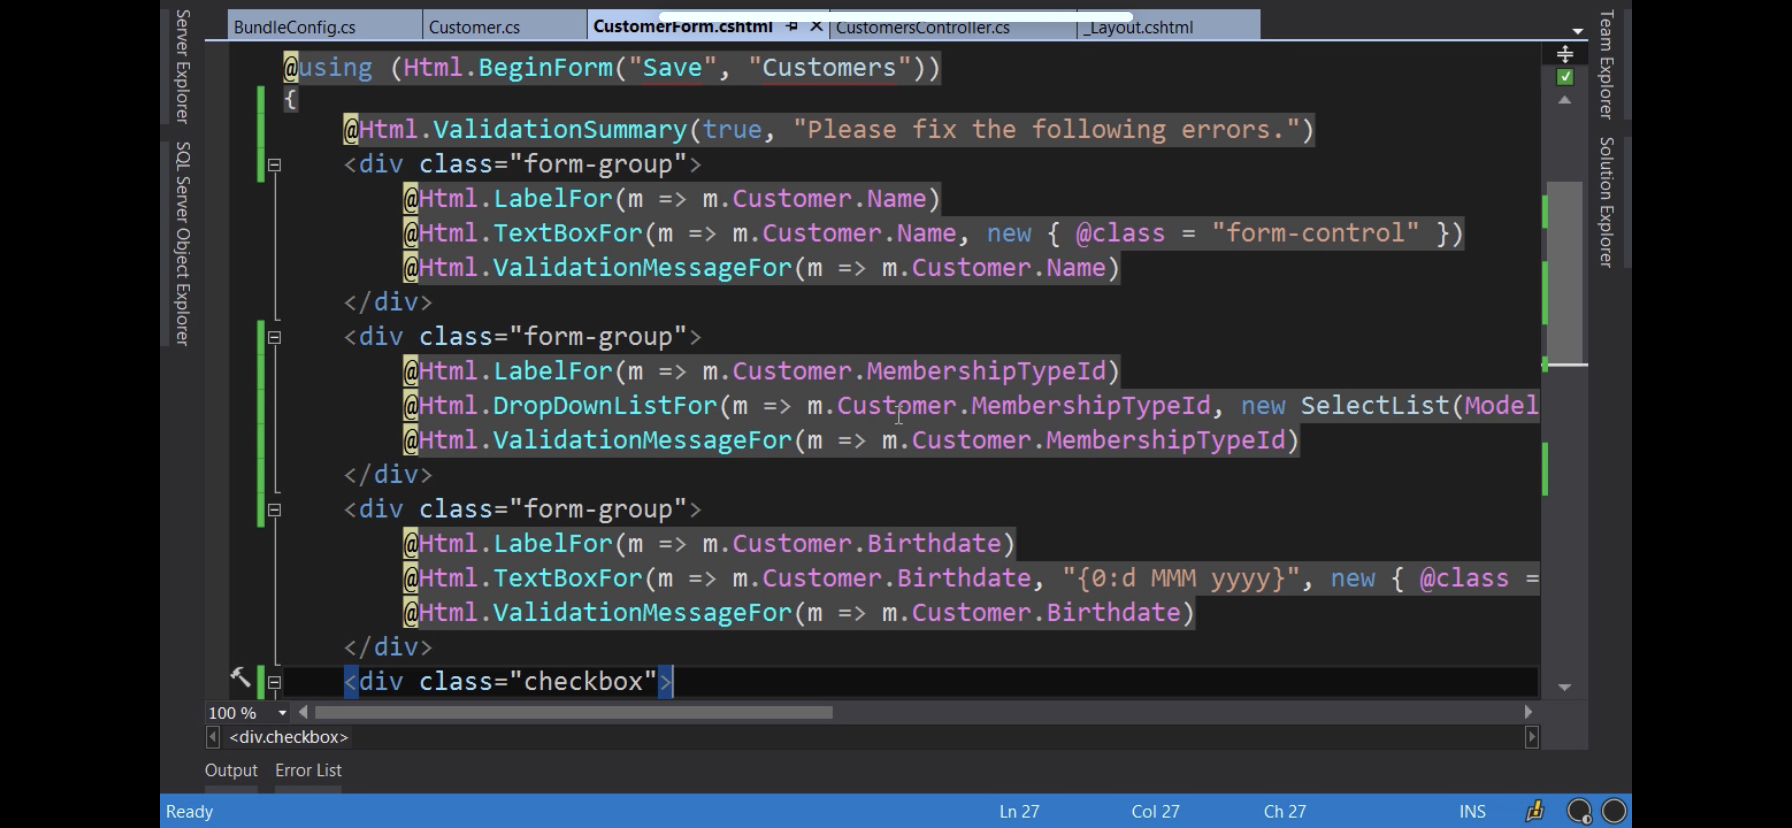 BundleConfig.cs
Customer.cs
CustomerForm.cshtml
CustomersController.cs
_Layout.cshtml
Server Explorer
SQL Server Object Explorer
Team Explorer
Solution Explorer
@using (Html.BeginForm("Save", "Customers"))
{
@Html.ValidationSummary(true, "Please fix the following errors.")
<div class="form-group">
@Html.LabelFor(m => m.Customer.Name)
@Html.TextBoxFor(m => m.Customer.Name, new { @class = "form-control" })
@Html.ValidationMessageFor(m => m.Customer.Name)
</div>
<div class="form-group">
@Html.LabelFor(m => m.Customer.MembershipTypeId)
@Html.DropDownListFor(m => m.Customer.MembershipTypeId, new SelectList(Model
@Html.ValidationMessageFor(m => m.Customer.MembershipTypeId)
</div>
<div class="form-group">
@Html.LabelFor(m => m.Customer.Birthdate)
@Html.TextBoxFor(m => m.Customer.Birthdate, "{0:d MMM yyyy}", new { @class =
@Html.ValidationMessageFor(m => m.Customer.Birthdate)
</div>
<div class="checkbox">
100 %
<div.checkbox>
Output
Error List
Ready
Ln 27
Col 27
Ch 27
INS